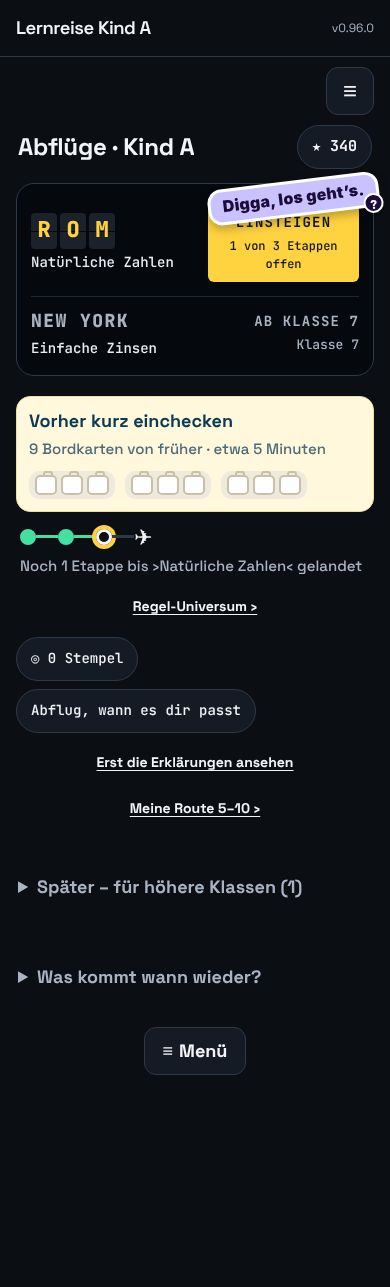 Lernreise Kind A
v0.96.0
≡
Abflüge · Kind A
★ 340
Digga, los geht's.
?
ROM
EINSTEIGEN
Natürliche Zahlen
1 von 3 Etappen
offen
NEW YORK
AB KLASSE 7
Einfache Zinsen
Klasse 7
Vorher kurz einchecken
9 Bordkarten von früher · etwa 5 Minuten
Noch 1 Etappe bis ›Natürliche Zahlen‹ gelandet
Regel-Universum ›
◎ 0 Stempel
Abflug, wann es dir passt
Erst die Erklärungen ansehen
Meine Route 5–10 ›
▶ Später – für höhere Klassen (1)
▶ Was kommt wann wieder?
≡ Menü